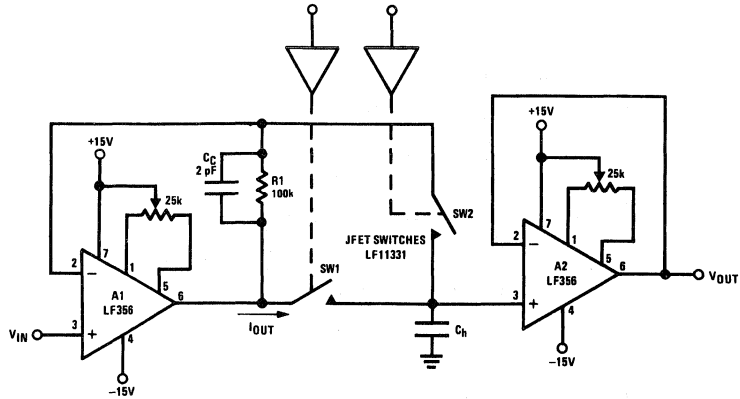 +15V
25k
7
2
−
1
5
A1
LF356
6
3
+
4
VIN
−15V
CC
2 pF
R1
100k
IOUT
SW1
SW2
JFET SWITCHES
LF11331
Ch
+15V
25k
7
2
−
1
5
A2
LF356
6
3
+
4
VOUT
−15V